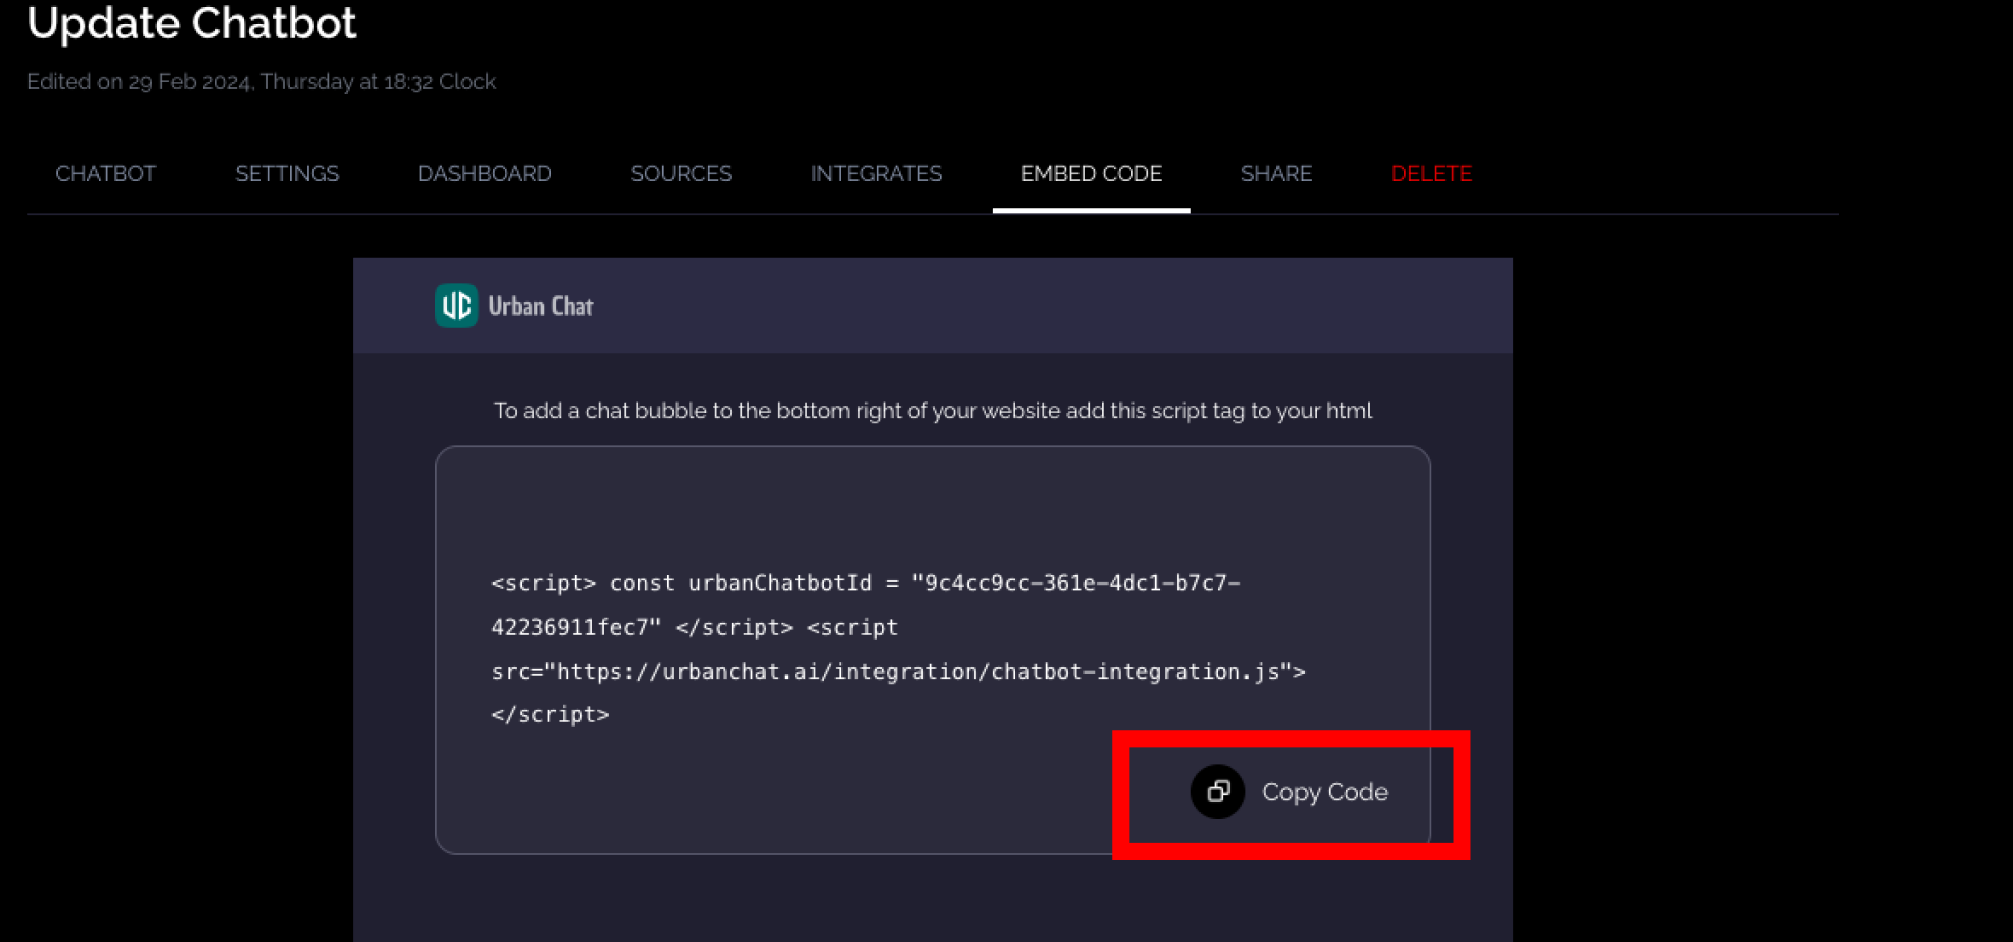 Update Chatbot
Edited on 29 Feb 2024, Thursday at 18:32 Clock
CHATBOT SETTINGS DASHBOARD SOURCES INTEGRATES EMBED CODE SHARE DELETE
UC Urban Chat
To add a chat bubble to the bottom right of your website add this script tag to your html
<script> const urbanChatbotId = "9c4cc9cc-361e-4dc1-b7c7-
42236911fec7" </script> <script
src="https://urbanchat.ai/integration/chatbot-integration.js">
</script>
Copy Code